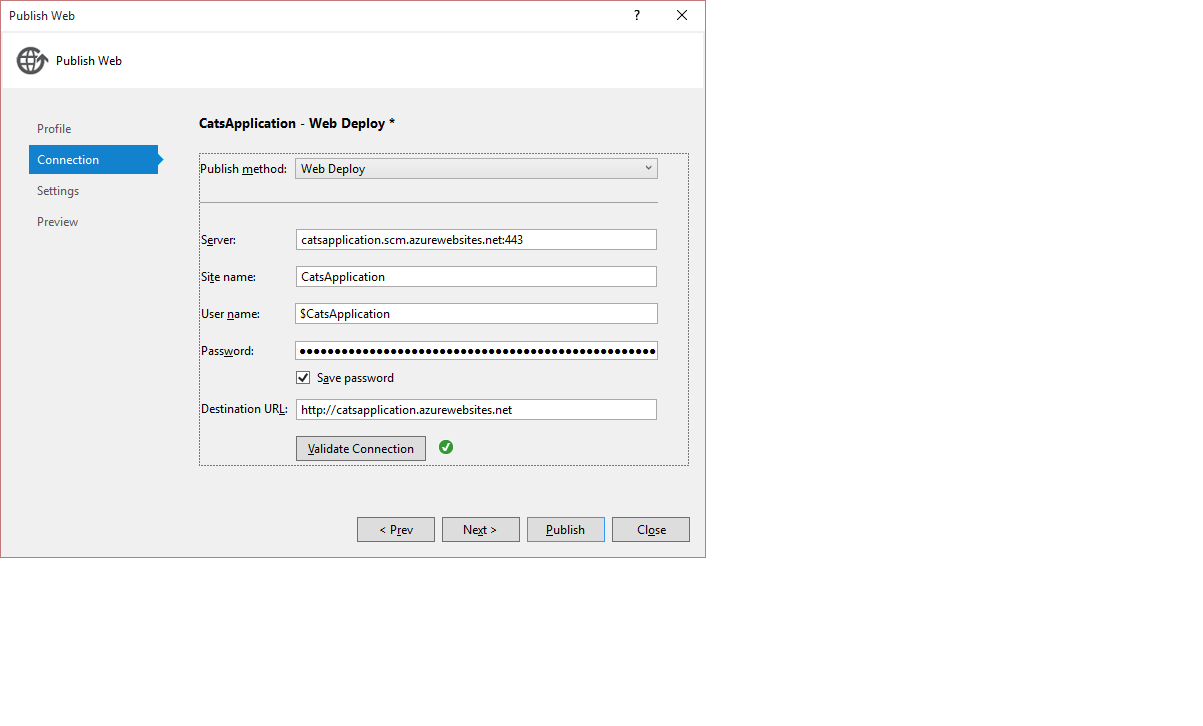 Publish Web
?
Publish Web
Profile
Connection
Settings
Preview
CatsApplication - Web Deploy *
Publish method: Web Deploy
Server: catsapplication.scm.azurewebsites.net:443
Site name: CatsApplication
User name: $CatsApplication
Password: ●●●●●●●●●●●●●●●●●●●●●●●●●●●●●●●●●●●●●●●●●●●●●●●●●●●
Save password
Destination URL: http://catsapplication.azurewebsites.net
Validate Connection
< Prev Next > Publish Close